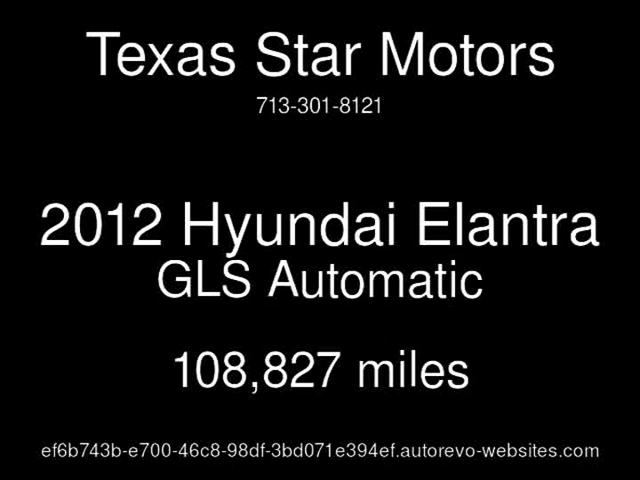 Texas Star Motors
713-301-8121
2012 Hyundai Elantra
GLS Automatic
108,827 miles
ef6b743b-e700-46c8-98df-3bd071e394ef.autorevo-websites.com